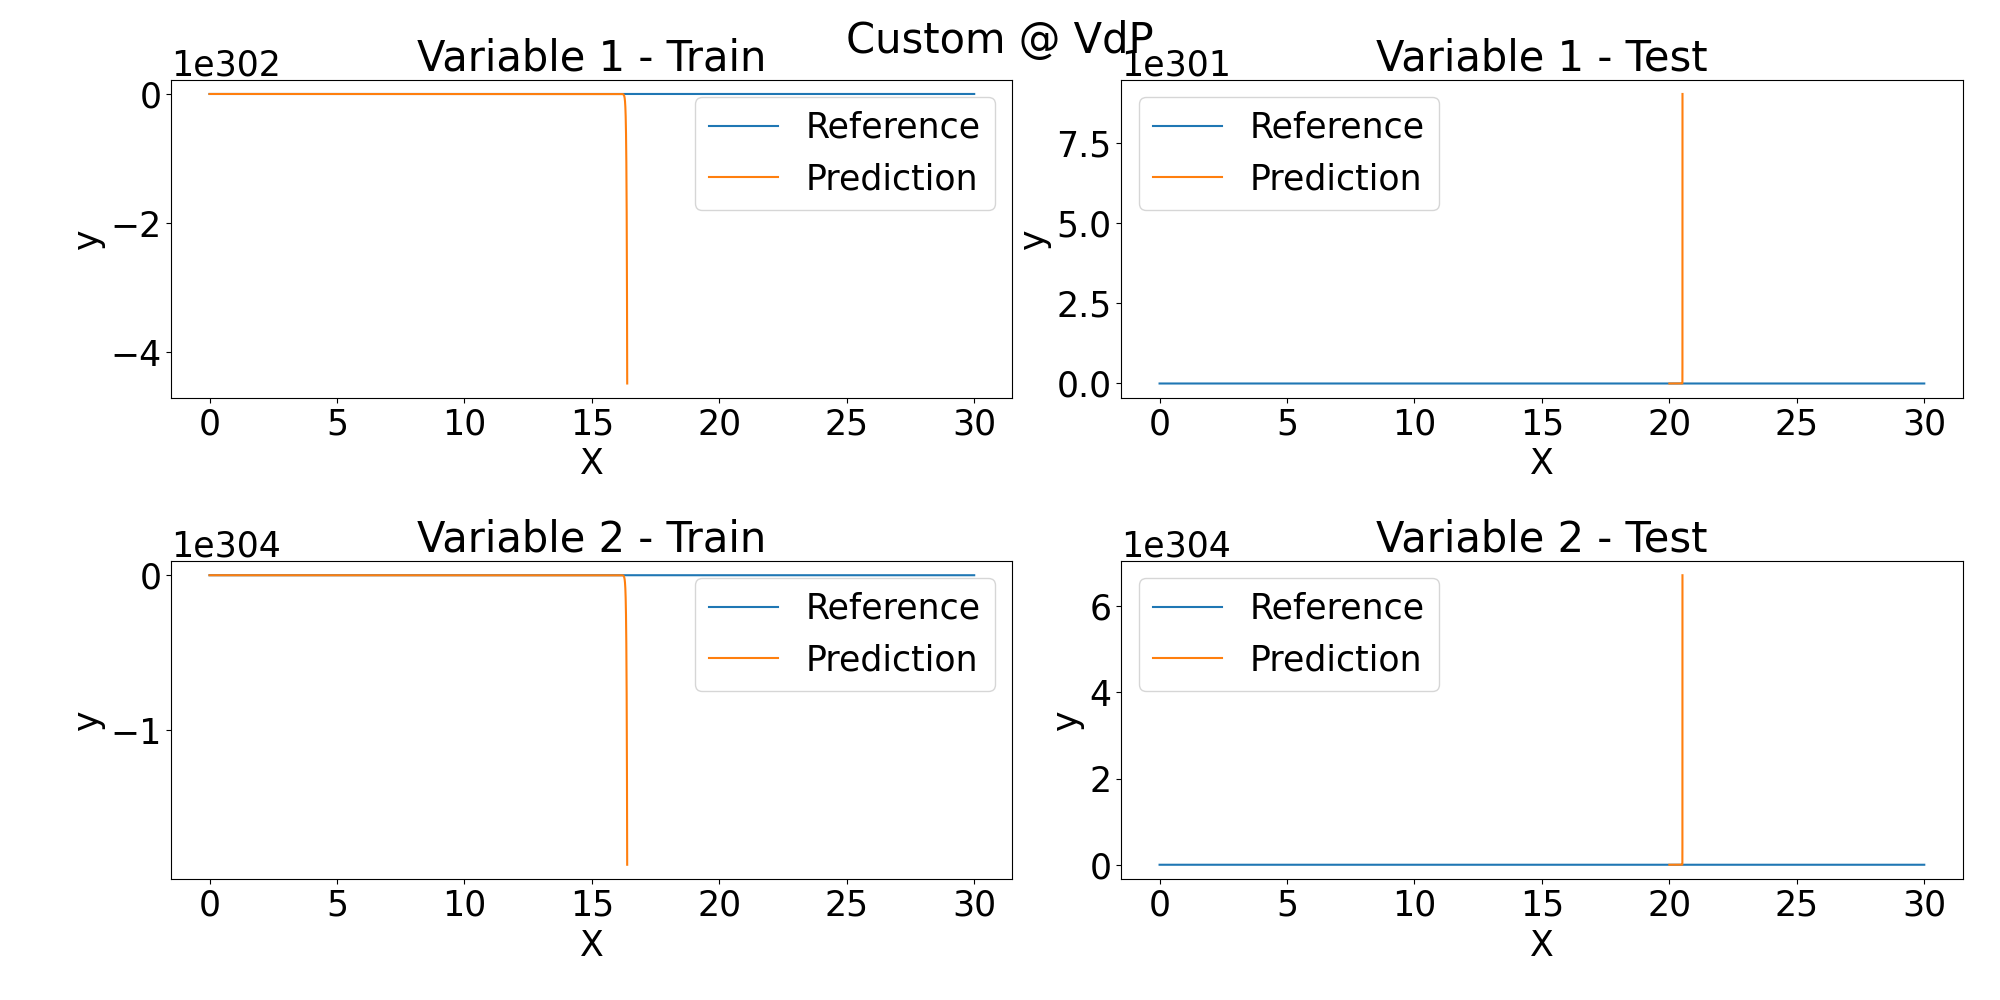 Custom @ VdP
Variable 1 - Train
1e302
0
−2
−4
y
Reference
Prediction
0 5 10 15 20 25 30
X
Variable 1 - Test
1e301
7.5
5.0
2.5
0.0
y
Reference
Prediction
0 5 10 15 20 25 30
X
Variable 2 - Train
1e304
0
−1
y
Reference
Prediction
0 5 10 15 20 25 30
X
Variable 2 - Test
1e304
6
4
2
0
y
Reference
Prediction
0 5 10 15 20 25 30
X